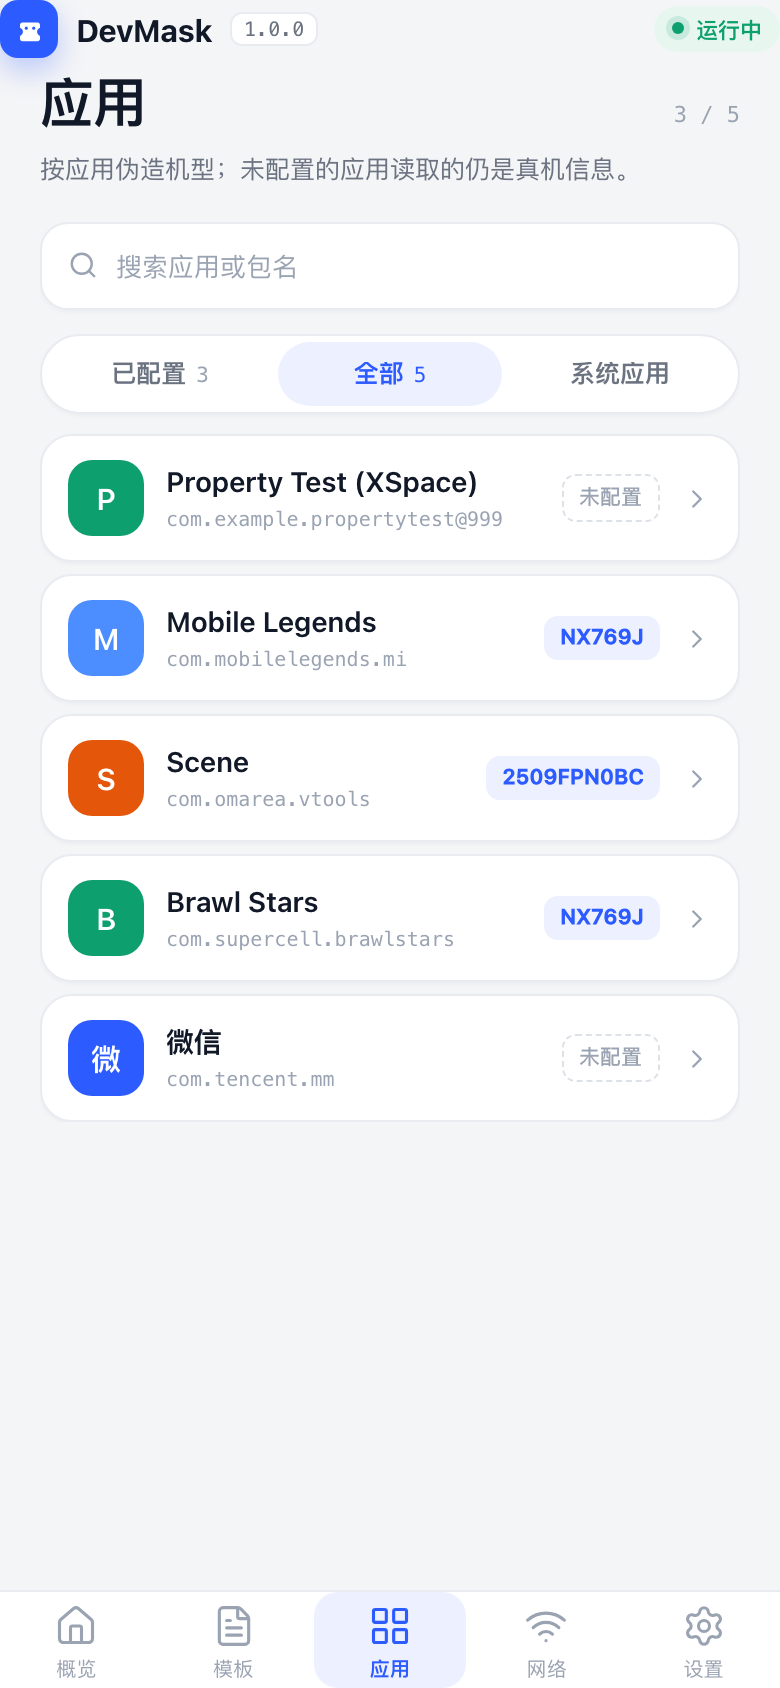 DevMask 1.0.0 运行中
应用 3 / 5
按应用伪造机型；未配置的应用读取的仍是真机信息。
搜索应用或包名
已配置 3 全部 5 系统应用
P Property Test (XSpace) 未配置
com.example.propertytest@999
M Mobile Legends NX769J
com.mobilelegends.mi
S Scene 2509FPN0BC
com.omarea.vtools
B Brawl Stars NX769J
com.supercell.brawlstars
微 微信 未配置
com.tencent.mm
概览 模板 应用 网络 设置